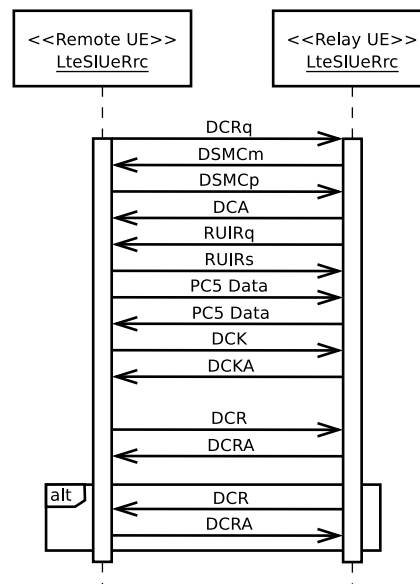 <<Remote UE>>
LteSlUeRrc
<<Relay UE>>
LteSlUeRrc
DCRq
DSMCm
DSMCp
DCA
RUIRq
RUIRs
PC5 Data
PC5 Data
DCK
DCKA
DCR
DCRA
alt
DCR
DCRA